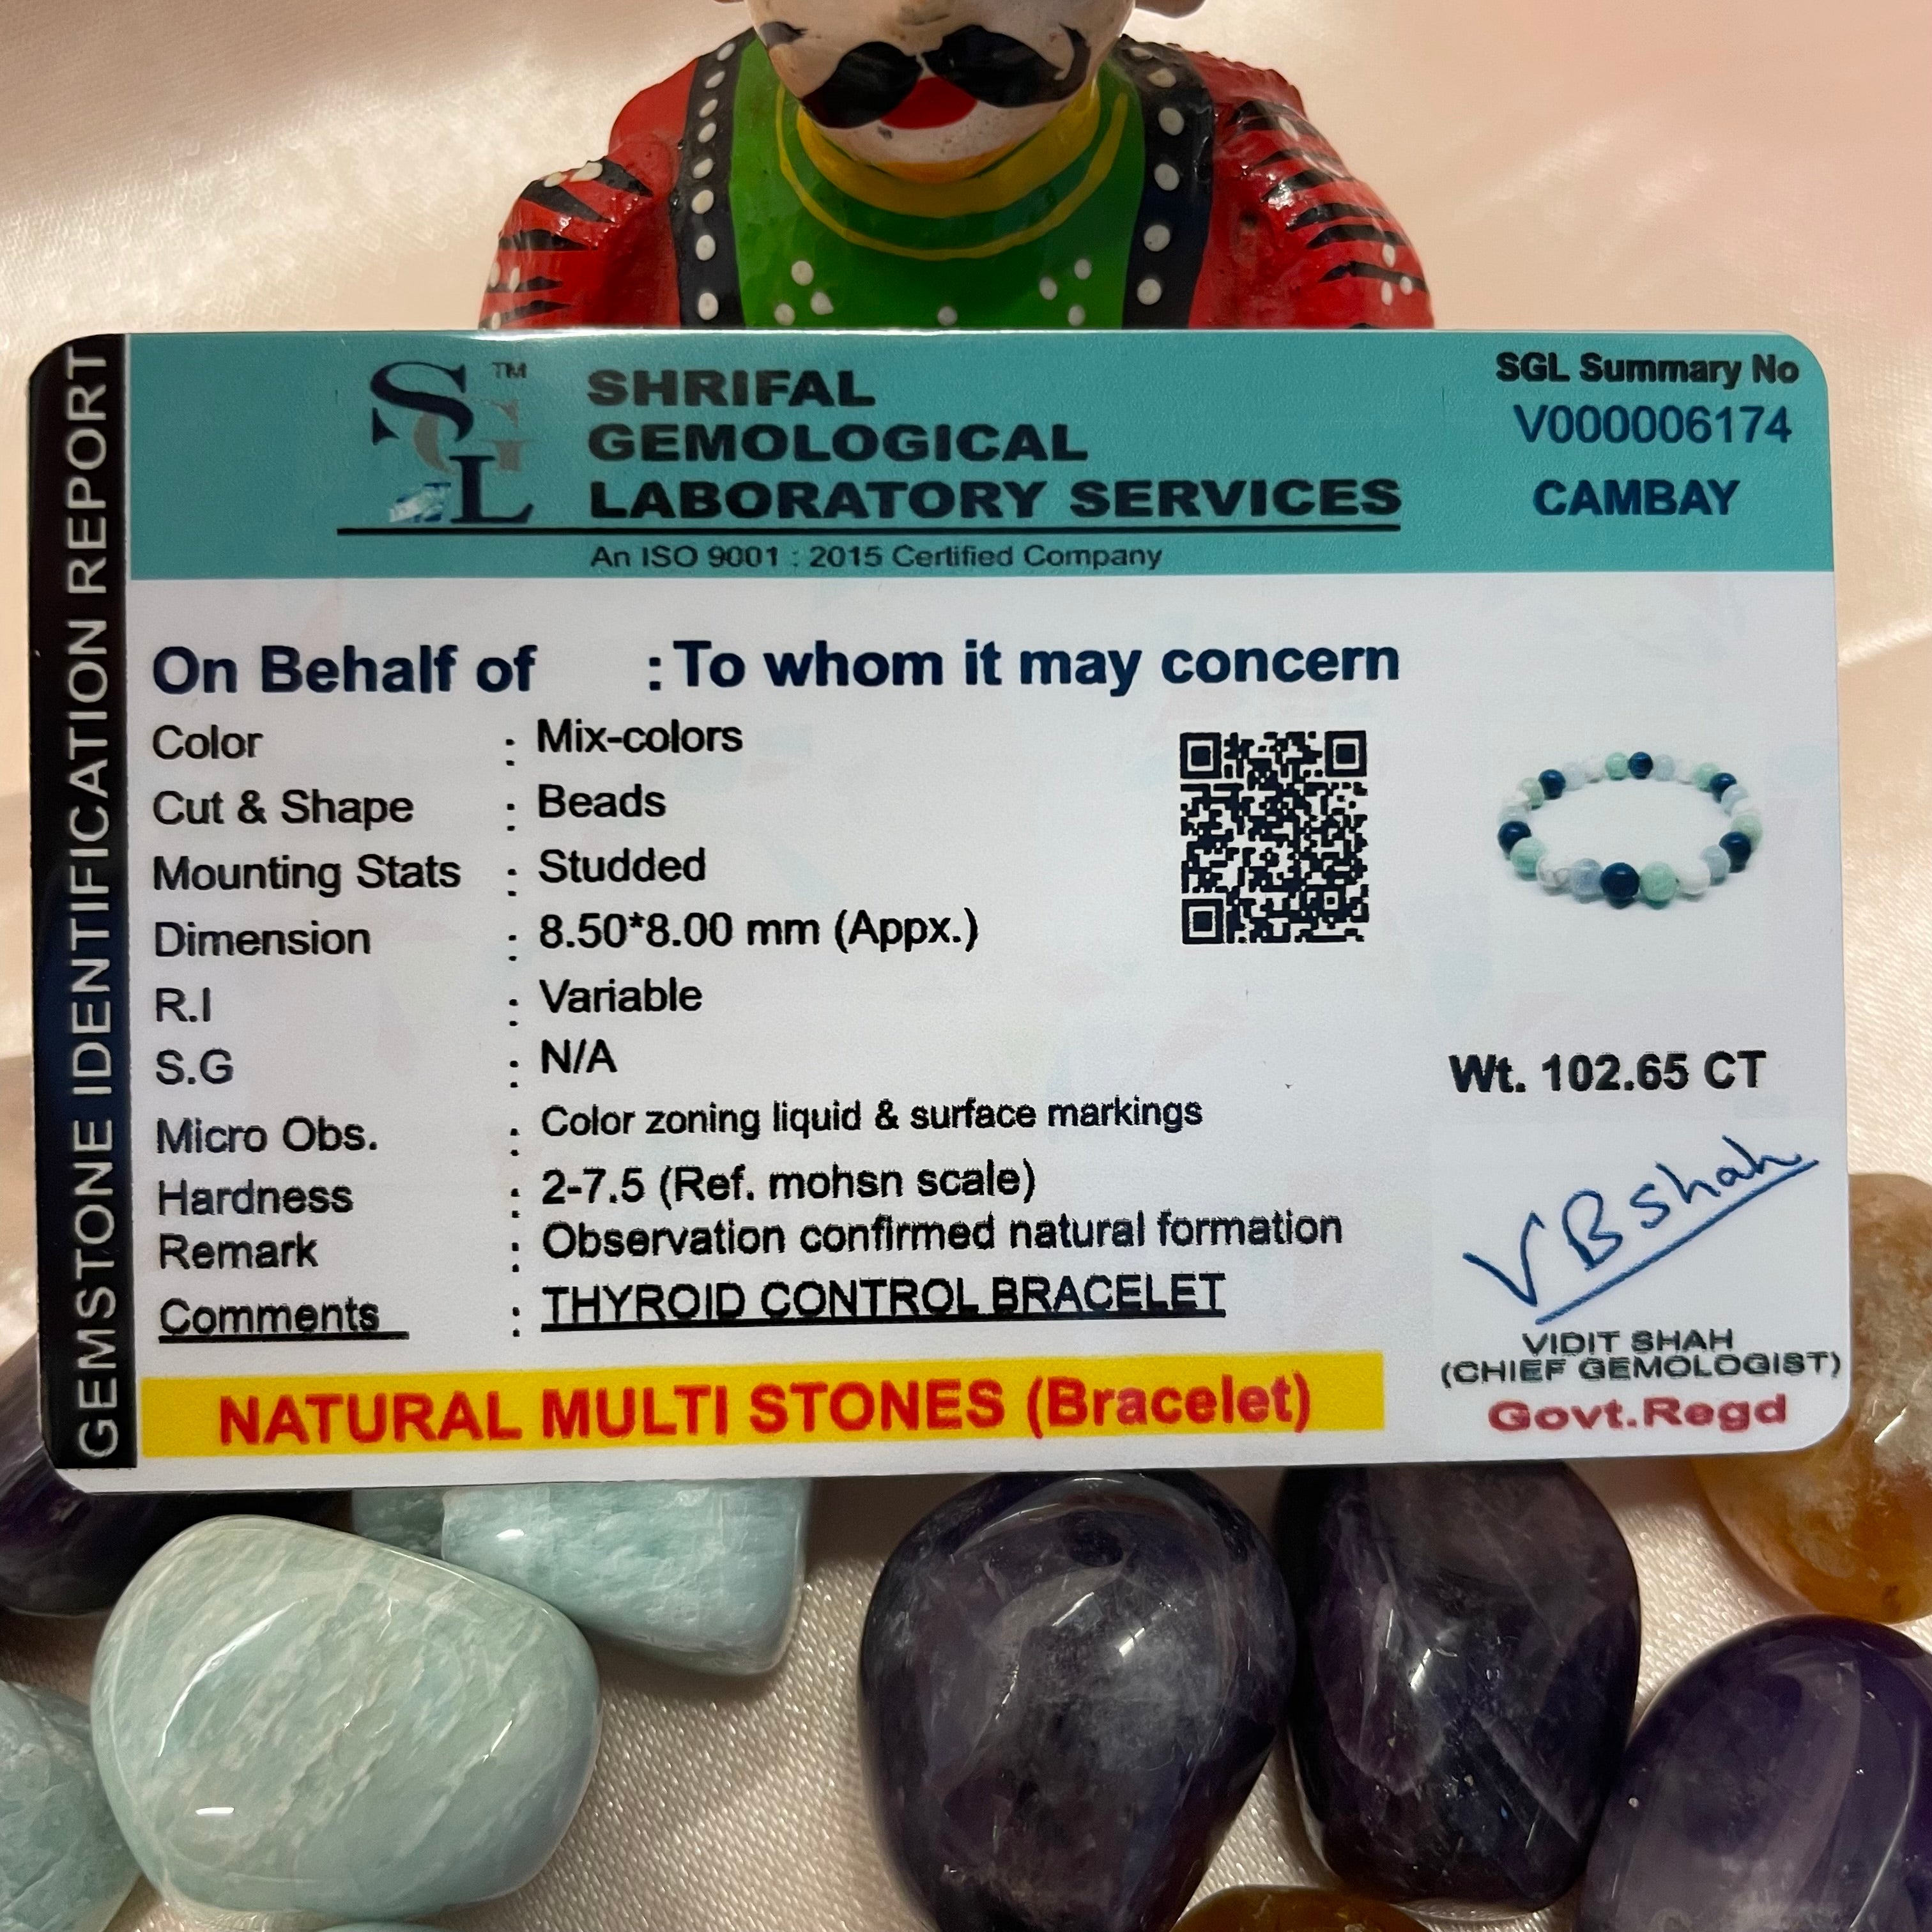 GEMSTONE IDENTIFICATION REPORT
SGL TM
SHRIFAL
GEMOLOGICAL
LABORATORY SERVICES
An ISO 9001 : 2015 Certified Company
SGL Summary No
V000006174
CAMBAY
On Behalf of : To whom it may concern
Color : Mix-colors
Cut & Shape : Beads
Mounting Stats : Studded
Dimension : 8.50*8.00 mm (Appx.)
R.I : Variable
S.G : N/A
Micro Obs. : Color zoning liquid & surface markings
Hardness : 2-7.5 (Ref. mohsn scale)
Remark : Observation confirmed natural formation
Comments : THYROID CONTROL BRACELET
NATURAL MULTI STONES (Bracelet)
Wt. 102.65 CT
VBShah
VIDIT SHAH
(CHIEF GEMOLOGIST)
Govt.Regd